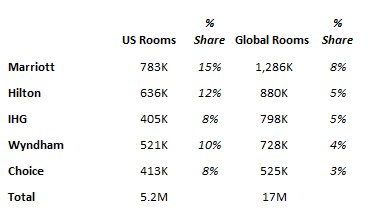 % %
US Rooms Share Global Rooms Share
Marriott 783K 15% 1,286K 8%
Hilton 636K 12% 880K 5%
IHG 405K 8% 798K 5%
Wyndham 521K 10% 728K 4%
Choice 413K 8% 525K 3%
Total 5.2M 17M